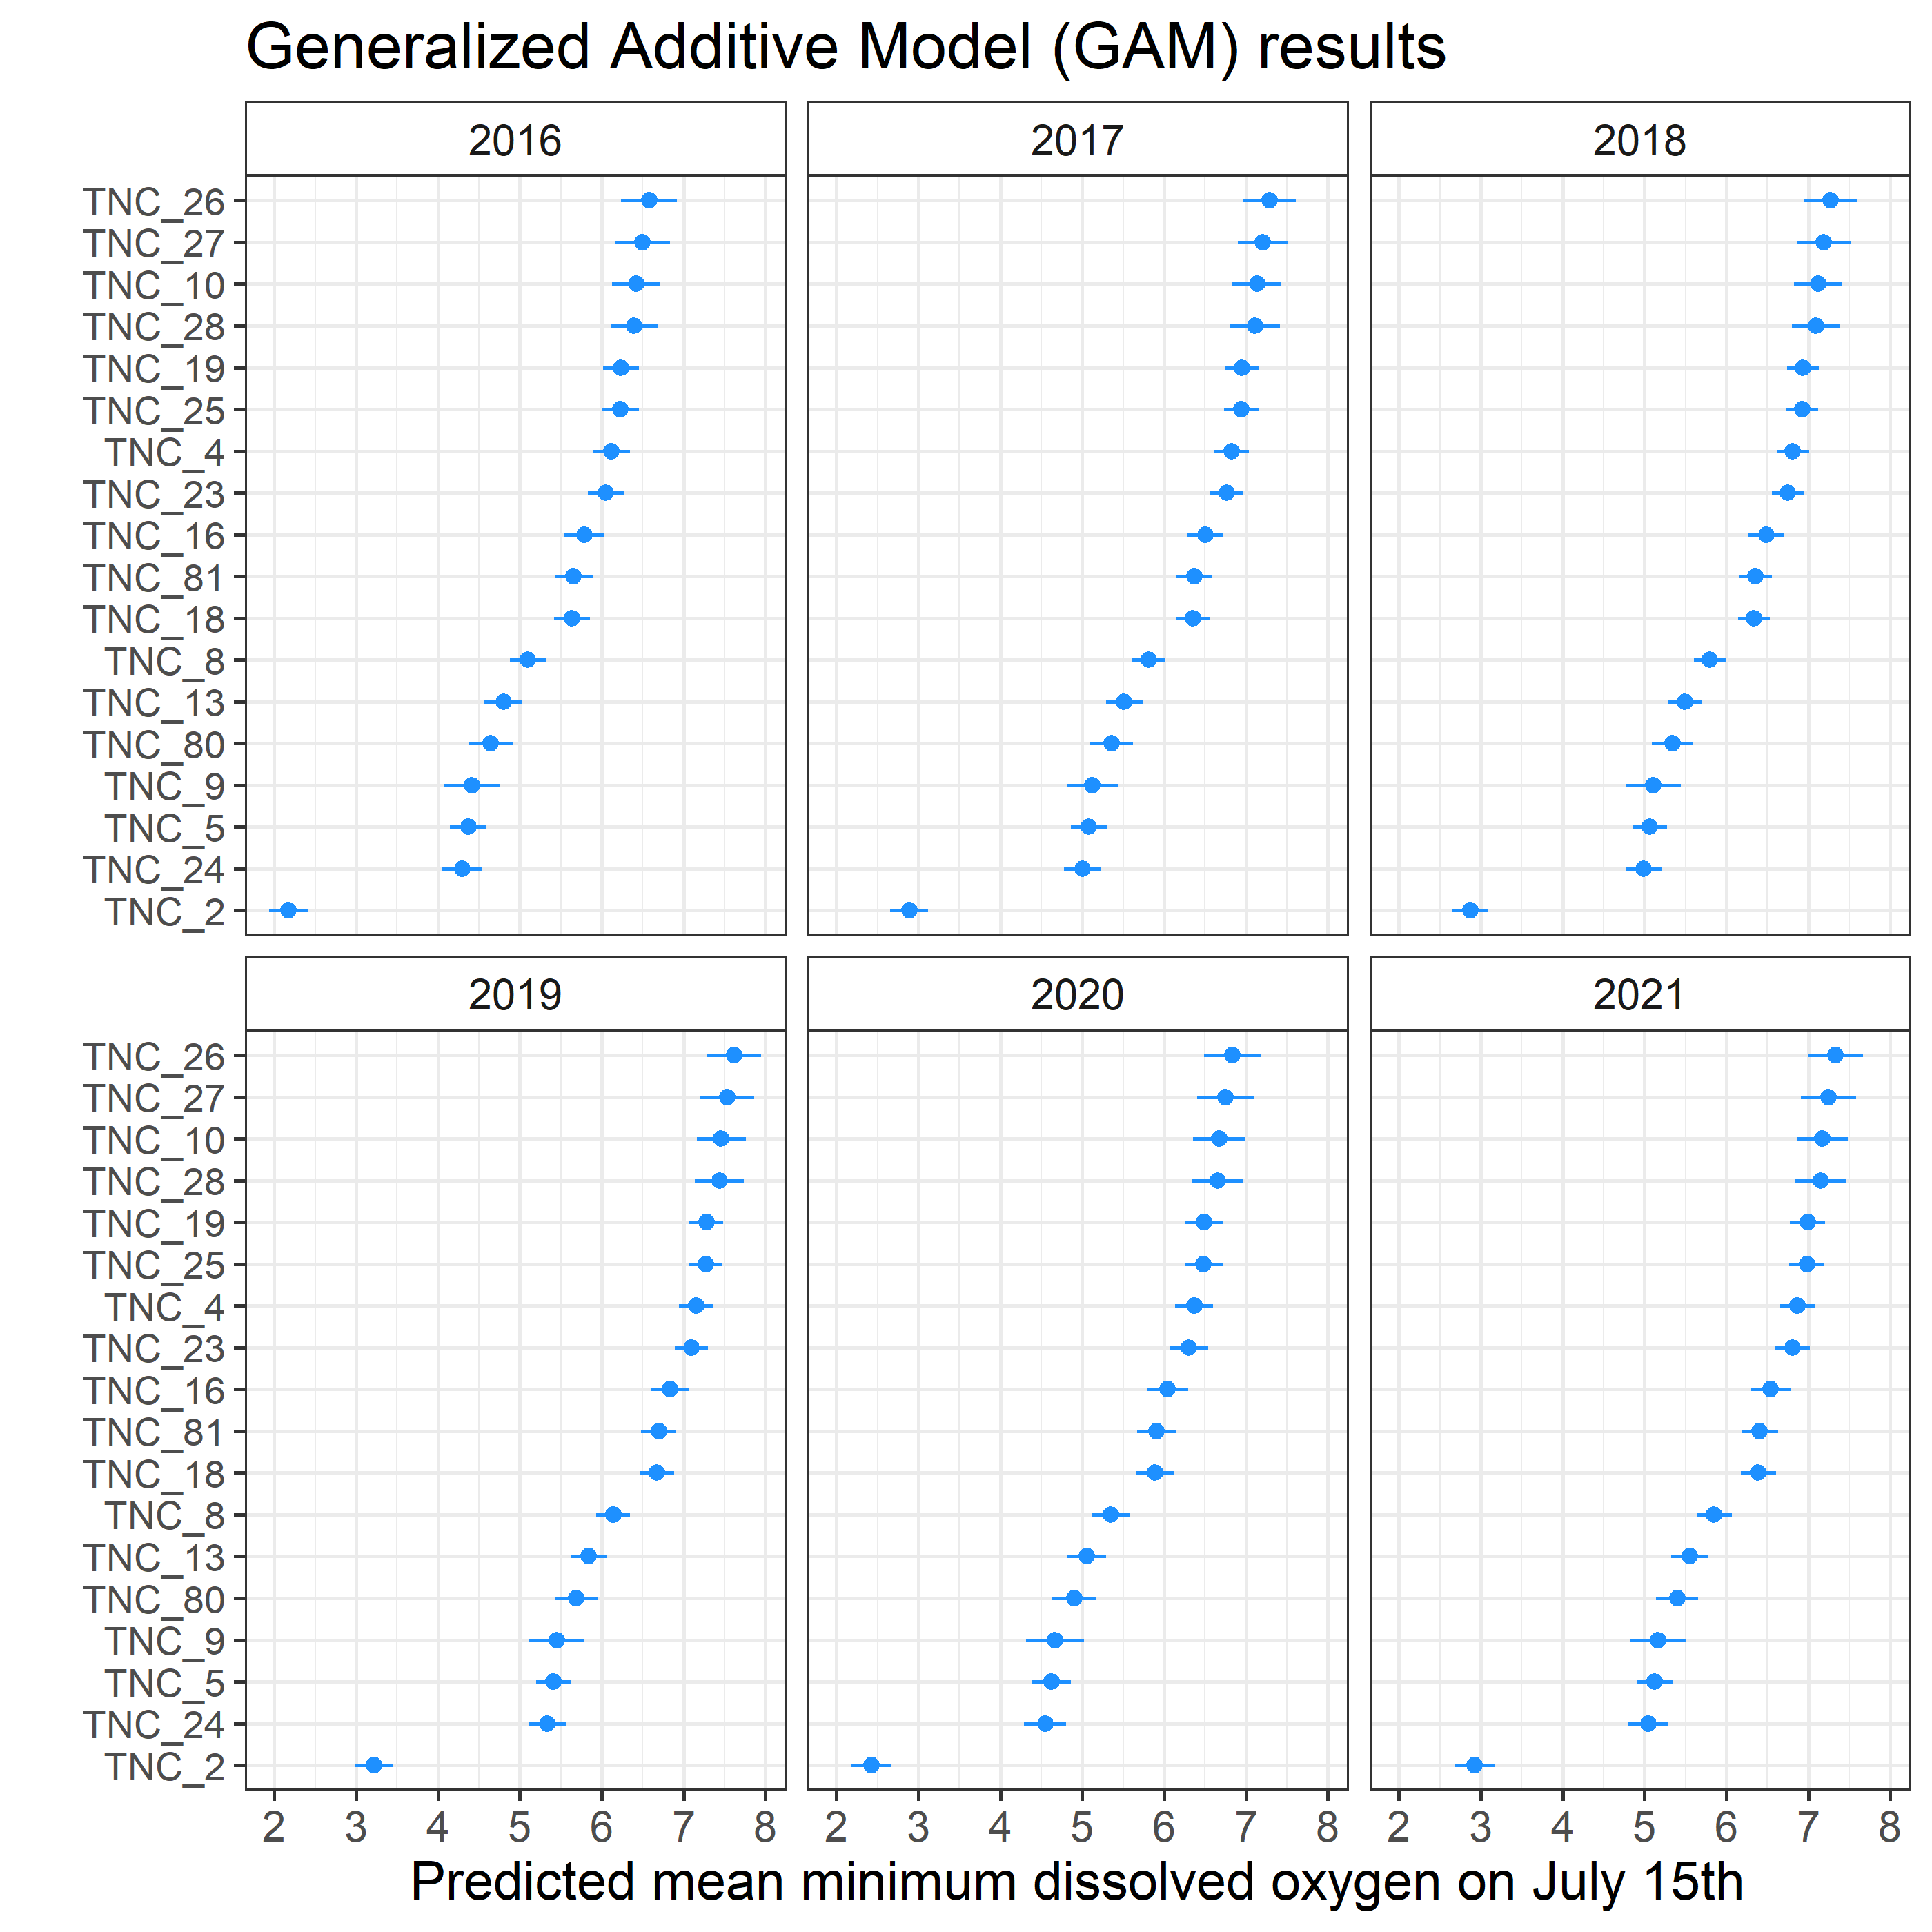 Generalized Additive Model (GAM) results
2016 2017 2018
TNC_26
TNC_27
TNC_10
TNC_28
TNC_19
TNC_25
TNC_4
TNC_23
TNC_16
TNC_81
TNC_18
TNC_8
TNC_13
TNC_80
TNC_9
TNC_5
TNC_24
TNC_2
2019 2020 2021
TNC_26
TNC_27
TNC_10
TNC_28
TNC_19
TNC_25
TNC_4
TNC_23
TNC_16
TNC_81
TNC_18
TNC_8
TNC_13
TNC_80
TNC_9
TNC_5
TNC_24
TNC_2
2 3 4 5 6 7 8 2 3 4 5 6 7 8 2 3 4 5 6 7 8
Predicted mean minimum dissolved oxygen on July 15th